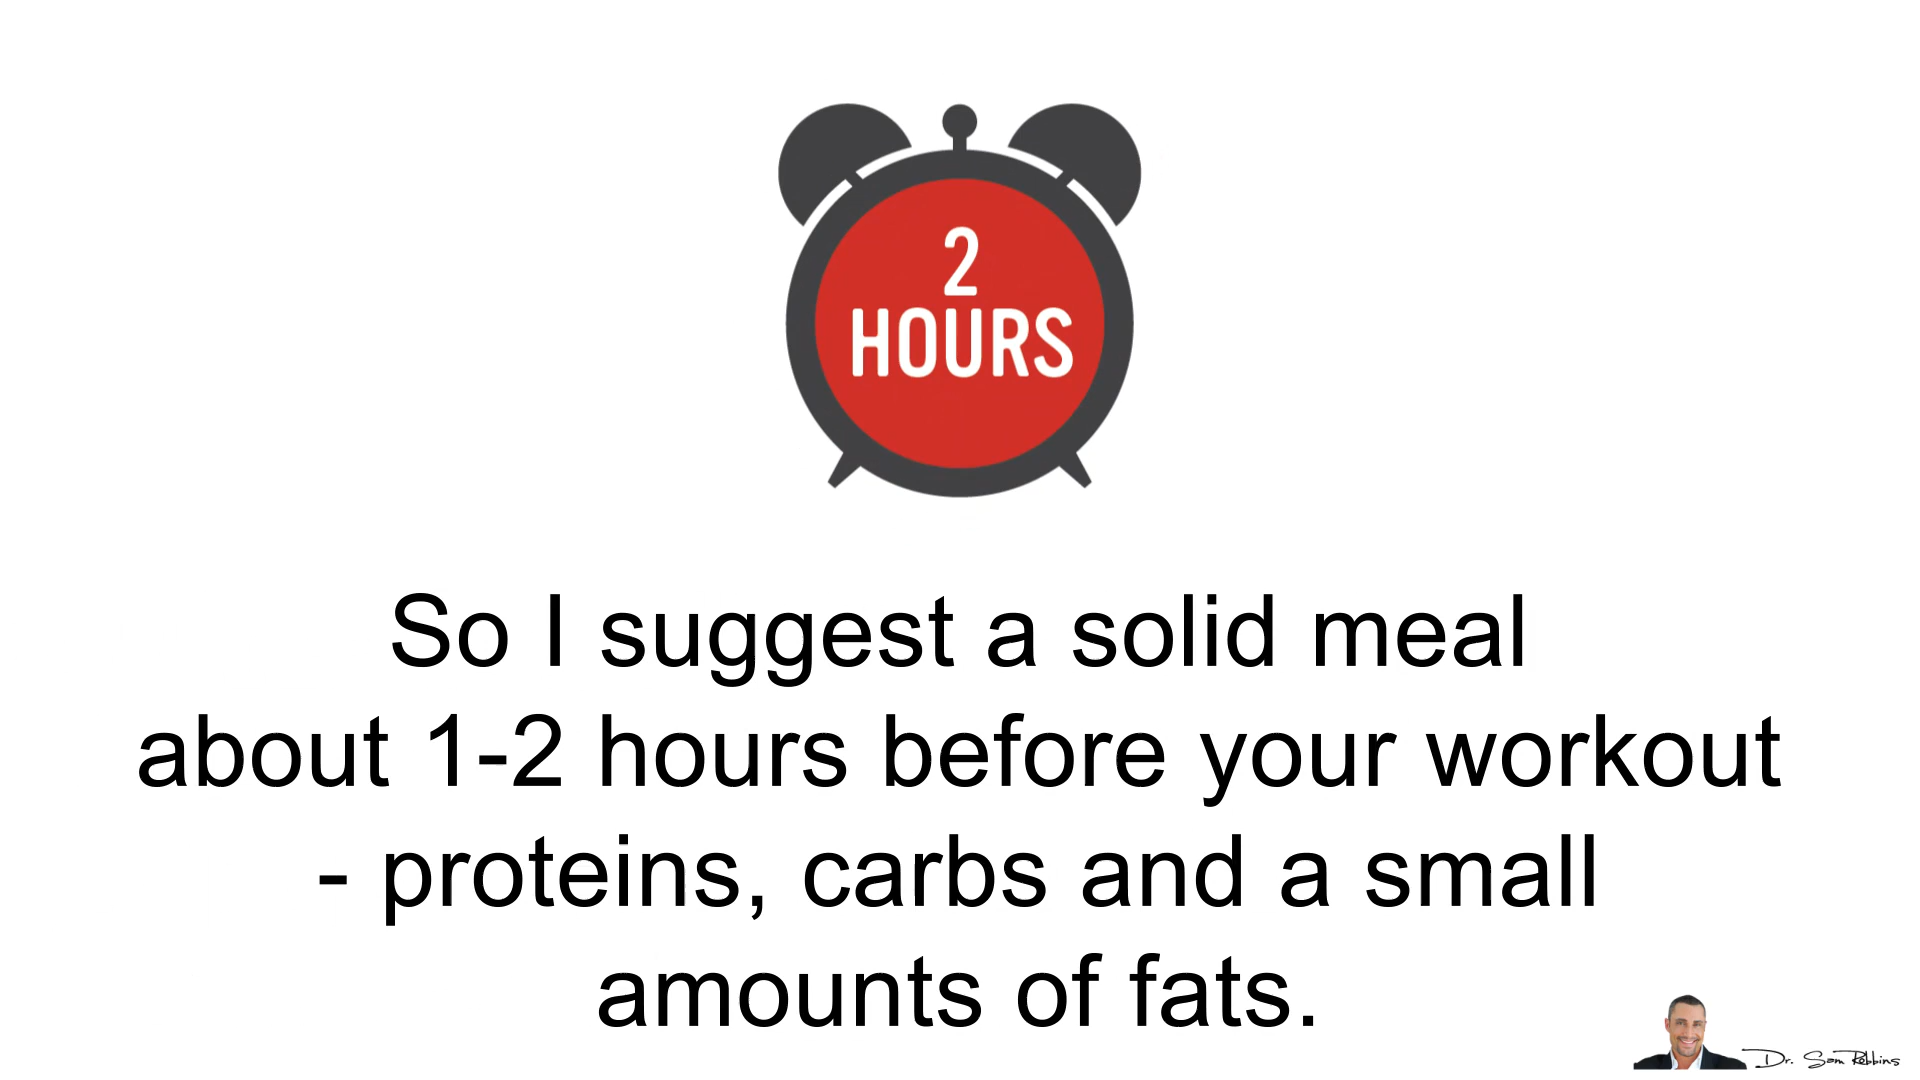 2
HOURS
So I suggest a solid meal
about 1-2 hours before your workout
- proteins, carbs and a small
amounts of fats.
Dr. Sam Robbins